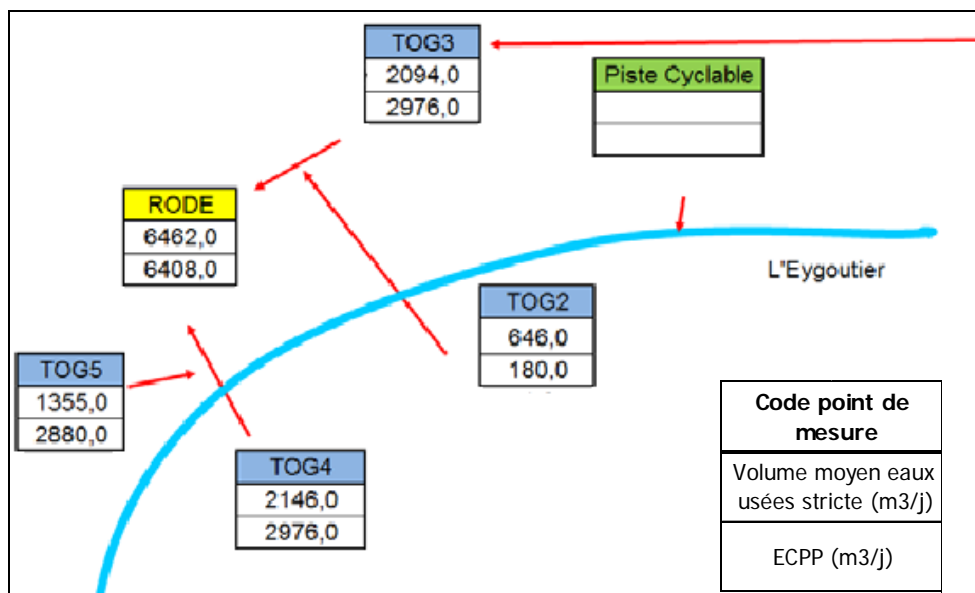 TOG3
2094,0
2976,0
Piste Cyclable
RODE
6462,0
6408,0
L"Eygoutier
TOG2
646,0
180,0
TOG5
1355,0
2880,0
TOG4
2146,0
2976,0
Code point de
mesure
Volume moyen eaux
usées stricte (m3/j)
ECPP (m3/j)